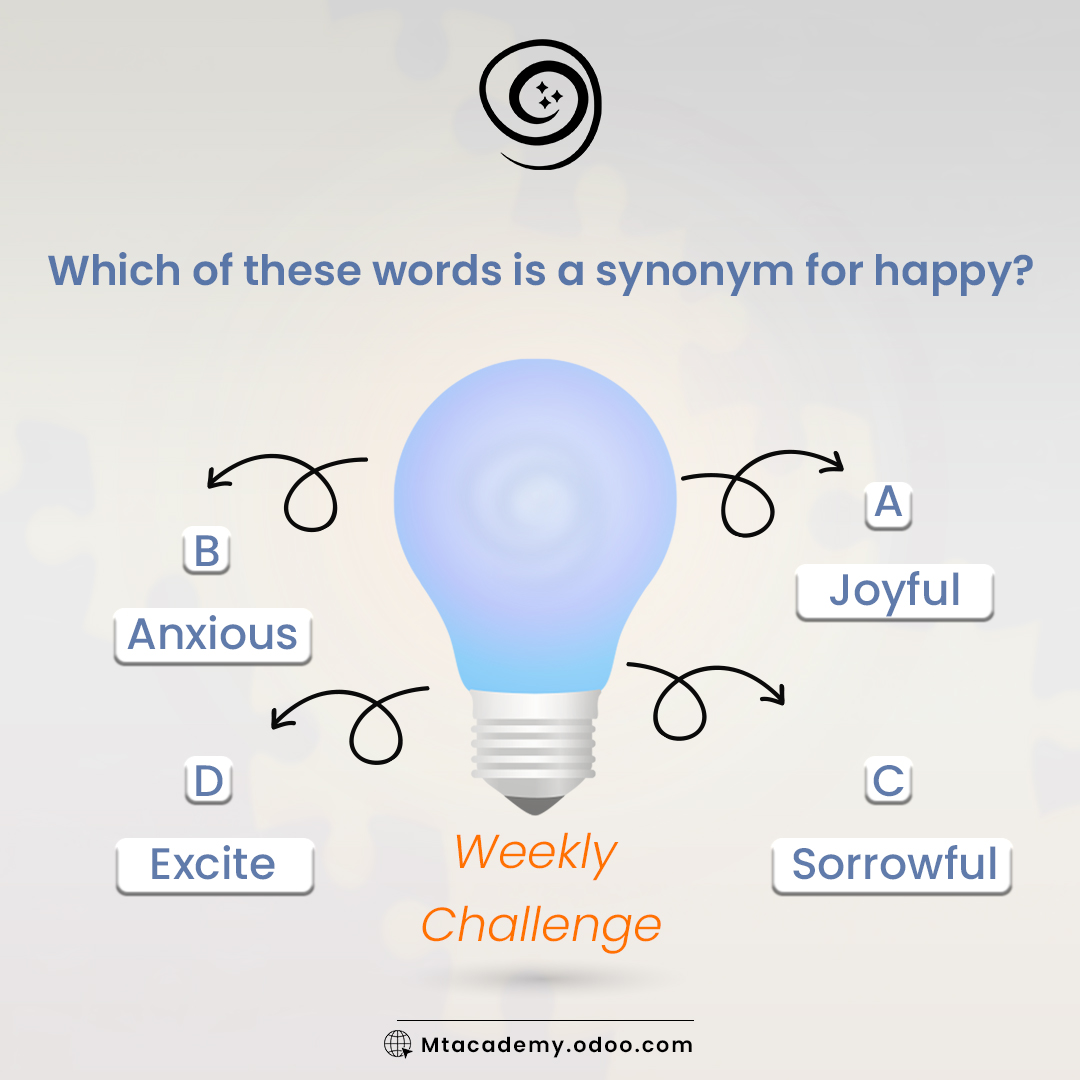 Which of these words is a synonym for happy?
A
Joyful
B
Anxious
C
Sorrowful
D
Excite
Weekly
Challenge
Mtacademy.odoo.com